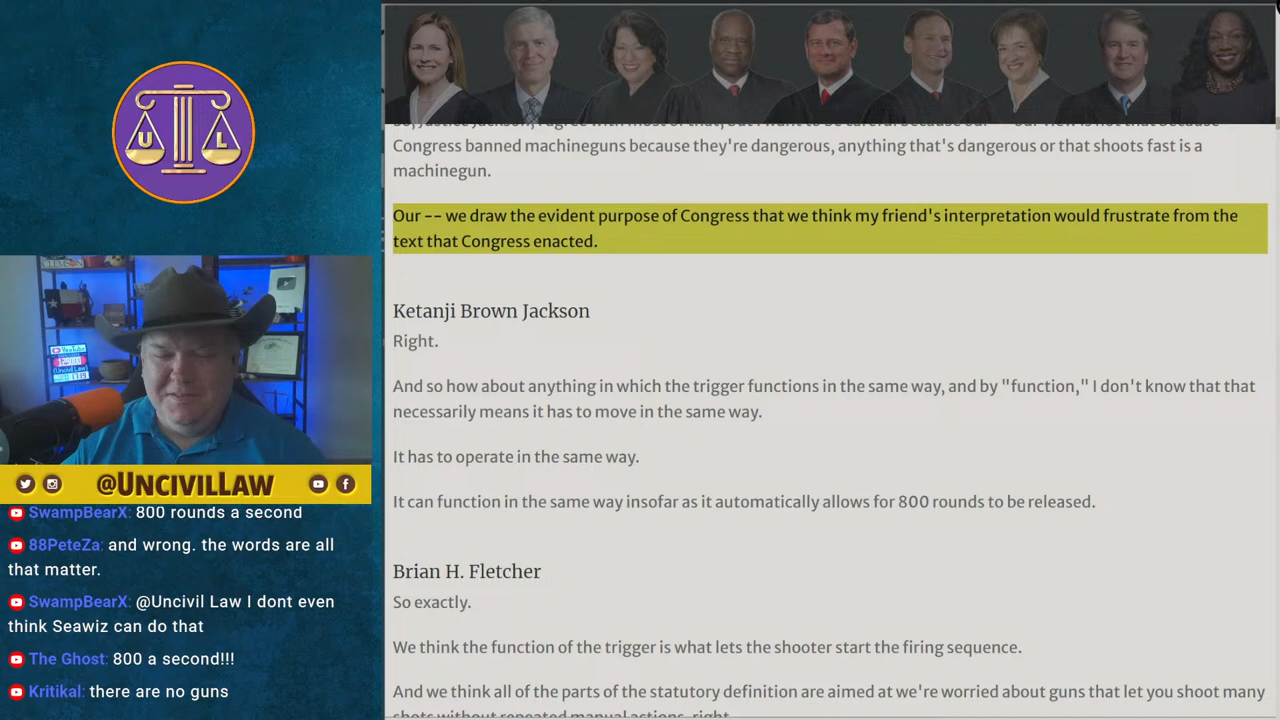 U L
@UNCIVILLAW
SwampBearX: 800 rounds a second
88PeteZa: and wrong. the words are all
that matter.
SwampBearX: @Uncivil Law I dont even
think Seawiz can do that
The Ghost: 800 a second!!!
Kritikal: there are no guns
Congress banned machineguns because they're dangerous, anything that's dangerous or that shoots fast is a
machinegun.
Our -- we draw the evident purpose of Congress that we think my friend's interpretation would frustrate from the
text that Congress enacted.
Ketanji Brown Jackson
Right.
And so how about anything in which the trigger functions in the same way, and by "function," I don't know that that
necessarily means it has to move in the same way.
It has to operate in the same way.
It can function in the same way insofar as it automatically allows for 800 rounds to be released.
Brian H. Fletcher
So exactly.
We think the function of the trigger is what lets the shooter start the firing sequence.
And we think all of the parts of the statutory definition are aimed at we're worried about guns that let you shoot many
shots without repeated manual actions, right